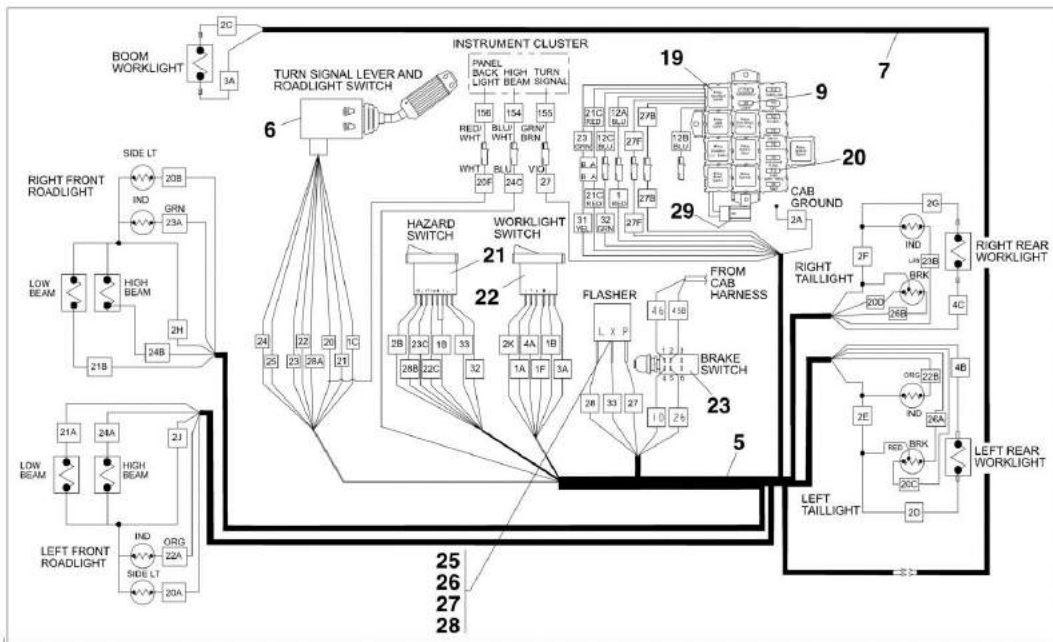 2C
BOOM
WORKLIGHT
3A
7
TURN SIGNAL LEVER AND
ROADLIGHT SWITCH
6
INSTRUMENT CLUSTER
PANEL
BACK
LIGHT
HIGH
BEAM
TURN
SIGNAL
156
154
155
RED/
WHT
BLU/
WHT
GRN/
BRN
WHT
BLU
VIO
20F
24C
27
19
9
20
29
21C
RED
12A
BLU
27B
23
GRN
12C
BLU
27F
12B
BLU
B A
B A
21C
RED
1
RED
27B
31
YEL
32
GRN
27F
CAB
GROUND
2A
SIDE LT
20B
RIGHT FRONT
ROADLIGHT
IND
GRN
23A
LOW
BEAM
HIGH
BEAM
2H
24B
21B
24
25
22
23
28A
20
21
1C
HAZARD
SWITCH
21
2B
23C
1B
33
28B
22C
32
WORKLIGHT
SWITCH
22
2K
4A
1B
1A
1F
3A
FLASHER
L X P
28
33
27
FROM
CAB
HARNESS
46
45B
1 2 3
4 5 6
BRAKE
SWITCH
23
1D
26
2G
IND
2F
23B
RIGHT REAR
WORKLIGHT
RIGHT
TAILLIGHT
BRK
20D
26B
4C
ORG
22B
4B
IND
2E
26A
RED
BRK
20C
LEFT REAR
WORKLIGHT
LEFT
TAILLIGHT
2D
5
21A
24A
2J
LOW
BEAM
HIGH
BEAM
IND
ORG
22A
LEFT FRONT
ROADLIGHT
SIDE LT
20A
25
26
27
28